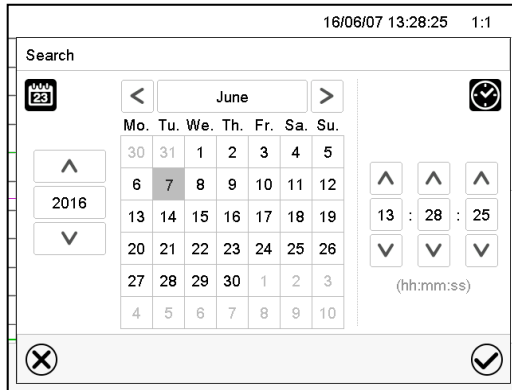 16/06/07 13:28:25 1:1
Search
23
< June >
Mo. Tu. We. Th. Fr. Sa. Su.
30 31 1 2 3 4 5
6 7 8 9 10 11 12
2016
13 14 15 16 17 18 19
13 : 28 : 25
20 21 22 23 24 25 26
27 28 29 30 1 2 3
(hh:mm:ss)
4 5 6 7 8 9 10